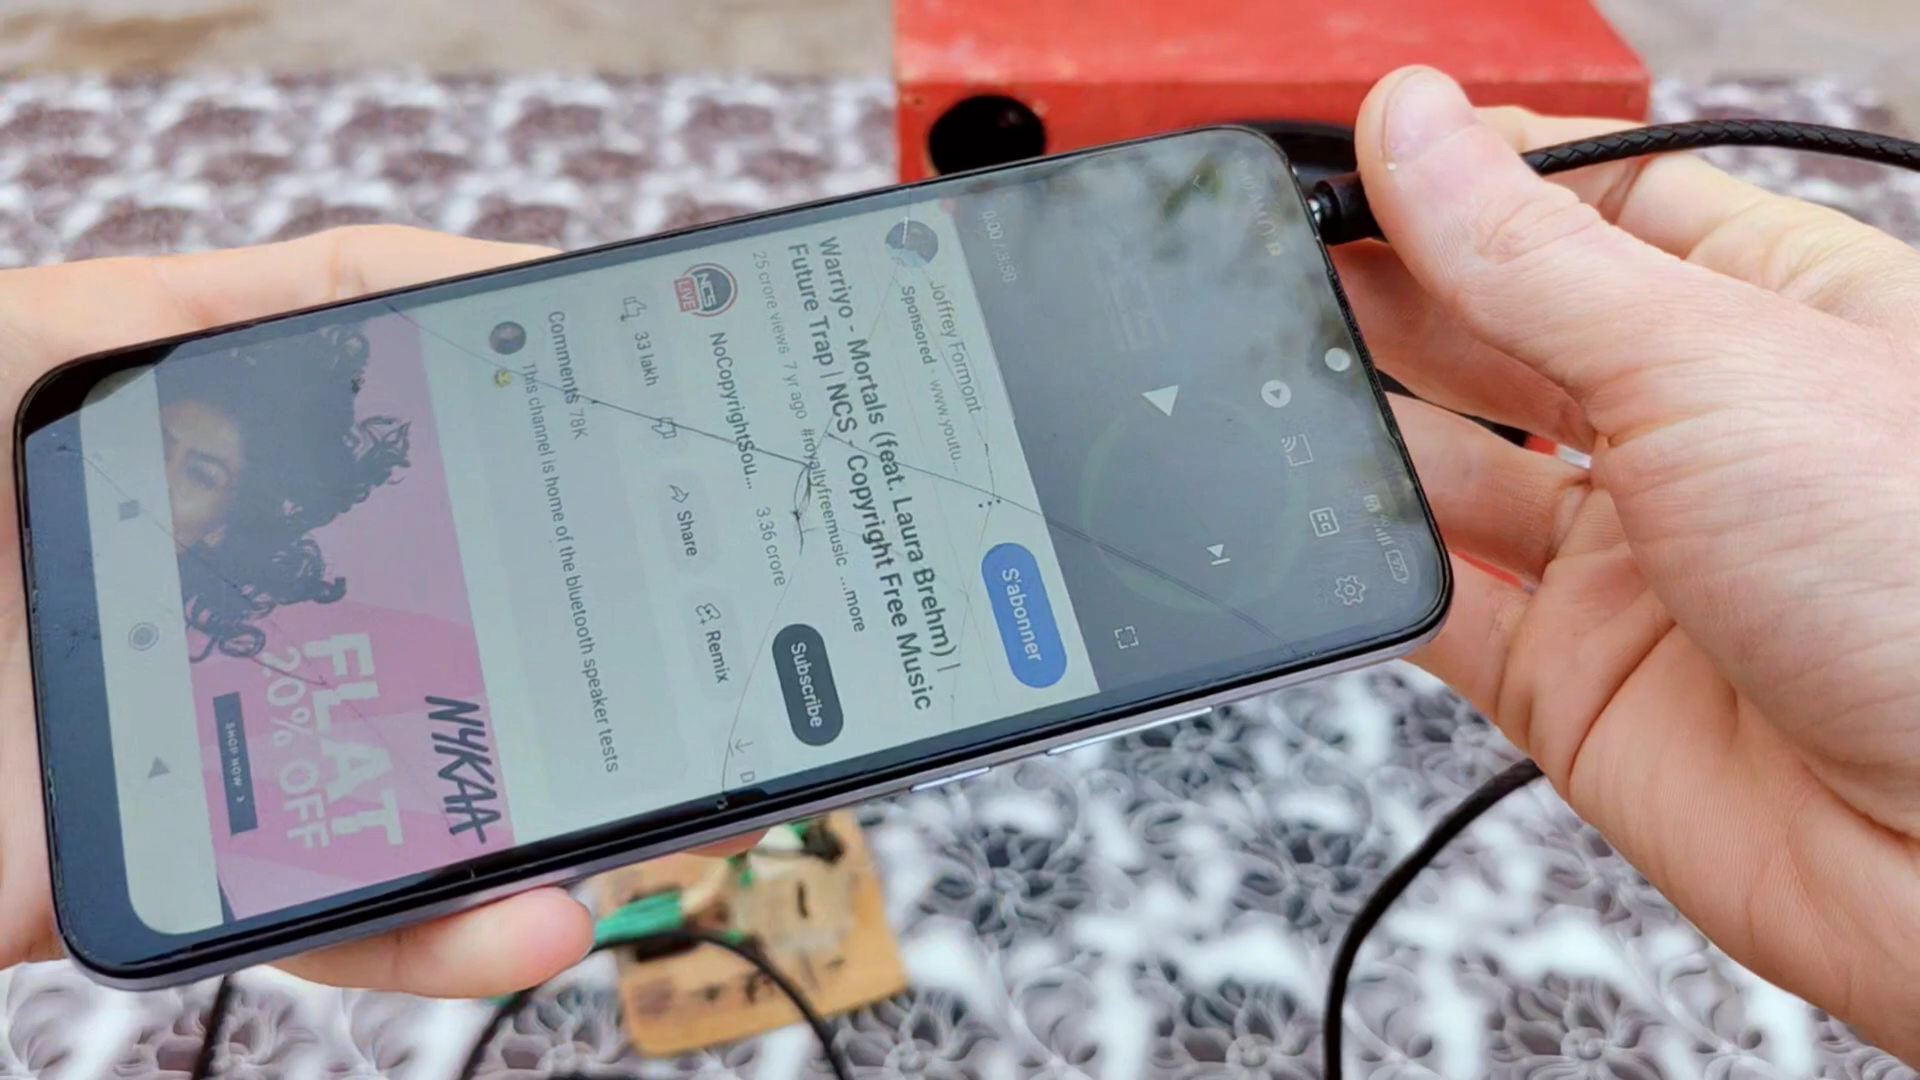 0:00 / 3:50
CC
Joffrey Formont
Sponsored · www.youtu...
S'abonner
Warriyo - Mortals (feat. Laura Brehm) |
Future Trap | NCS - Copyright Free Music
25 crore views 7 yr ago #royaltyfreemusic ...more
NCS
LIVE
NoCopyrightSou... 3.36 crore
Subscribe
33 lakh
Share
Remix
D
Comments 78K
This channel is home of the bluetooth speaker tests
NYKAA
FLAT
20% OFF
SHOP NOW >